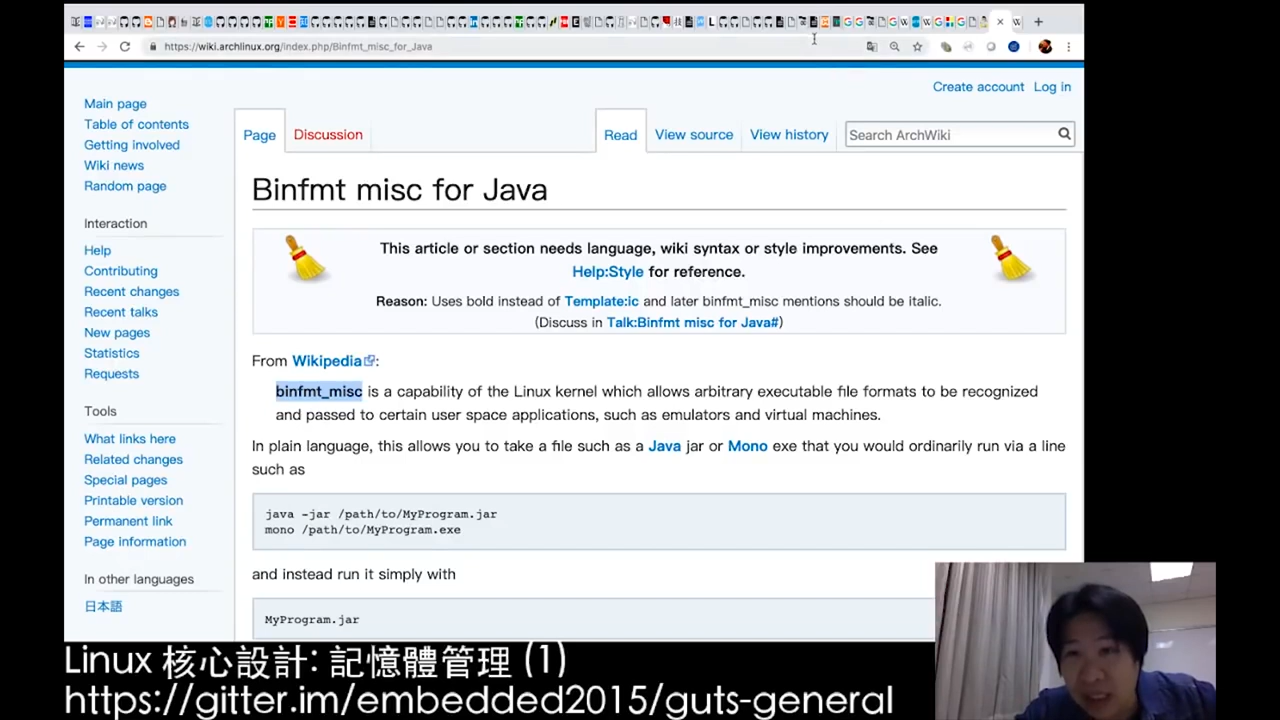 https://wiki.archlinux.org/index.php/Binfmt_misc_for_Java
Create account Log in
Main page
Table of contents
Getting involved
Wiki news
Random page
Interaction
Help
Contributing
Recent changes
Recent talks
New pages
Statistics
Requests
Tools
What links here
Related changes
Special pages
Printable version
Permanent link
Page information
In other languages
日本語
Page Discussion Read View source View history Search ArchWiki
Binfmt misc for Java
This article or section needs language, wiki syntax or style improvements. See
Help:Style for reference.
Reason: Uses bold instead of Template:ic and later binfmt_misc mentions should be italic.
(Discuss in Talk:Binfmt misc for Java#)
From Wikipedia:
binfmt_misc is a capability of the Linux kernel which allows arbitrary executable file formats to be recognized
and passed to certain user space applications, such as emulators and virtual machines.
In plain language, this allows you to take a file such as a Java jar or Mono exe that you would ordinarily run via a line
such as
java -jar /path/to/MyProgram.jar
mono /path/to/MyProgram.exe
and instead run it simply with
MyProgram.jar
Linux 核心設計: 記憶體管理 (1)
https://gitter.im/embedded2015/guts-general